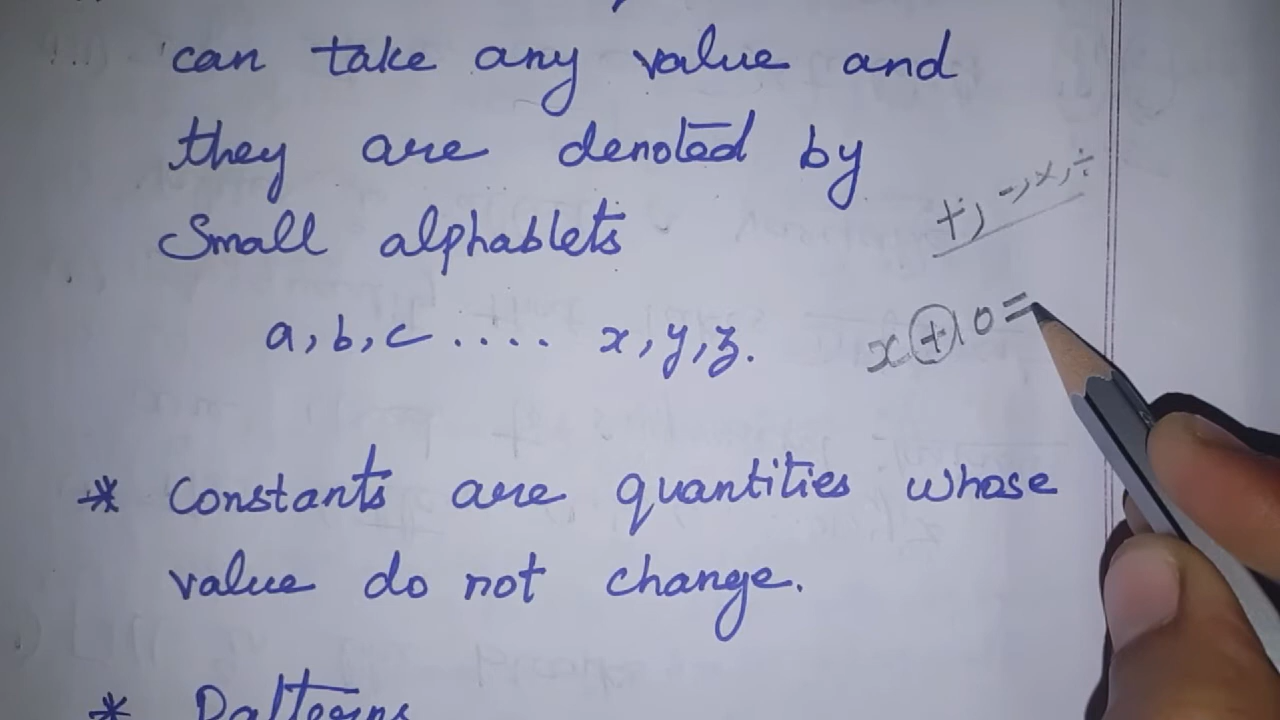 can take any value and
they are denoted by
Small alphablets
+, -, x, ÷
a, b, c .... x, y, z.
x + 10 =
* Constants are quantities whose
value do not change.
* Patterns